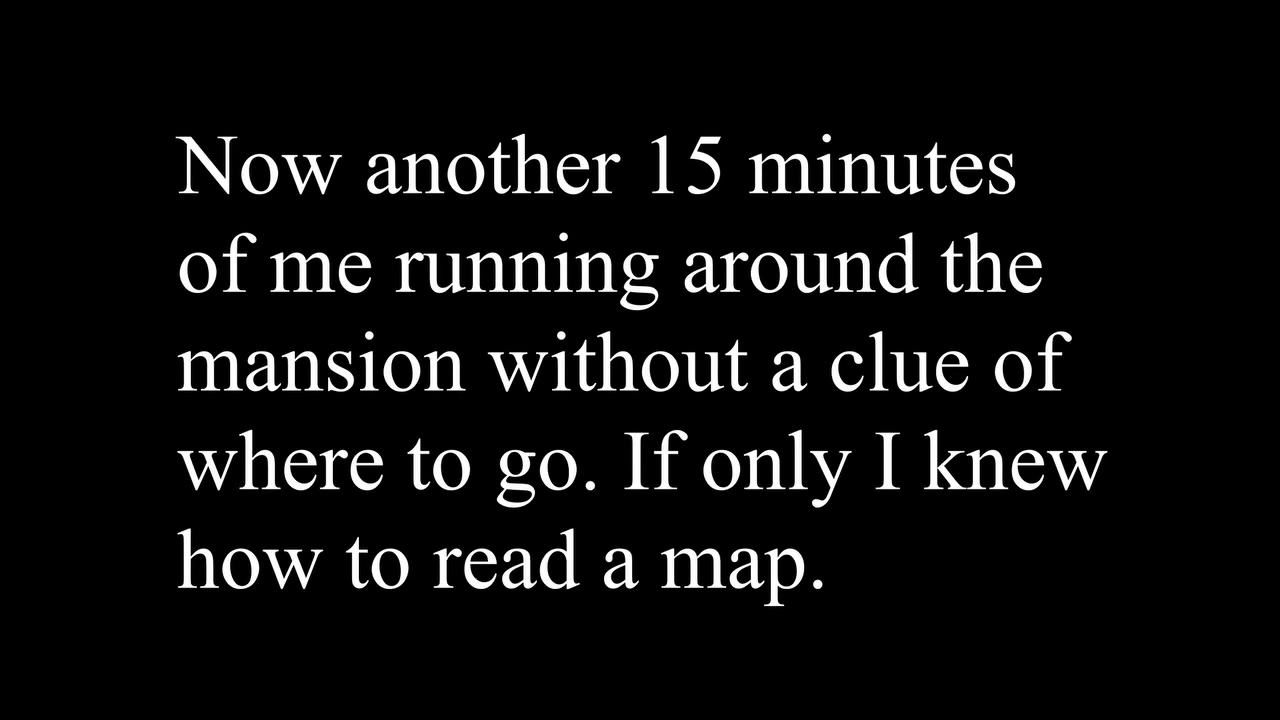 Now another 15 minutes
of me running around the
mansion without a clue of
where to go. If only I knew
how to read a map.